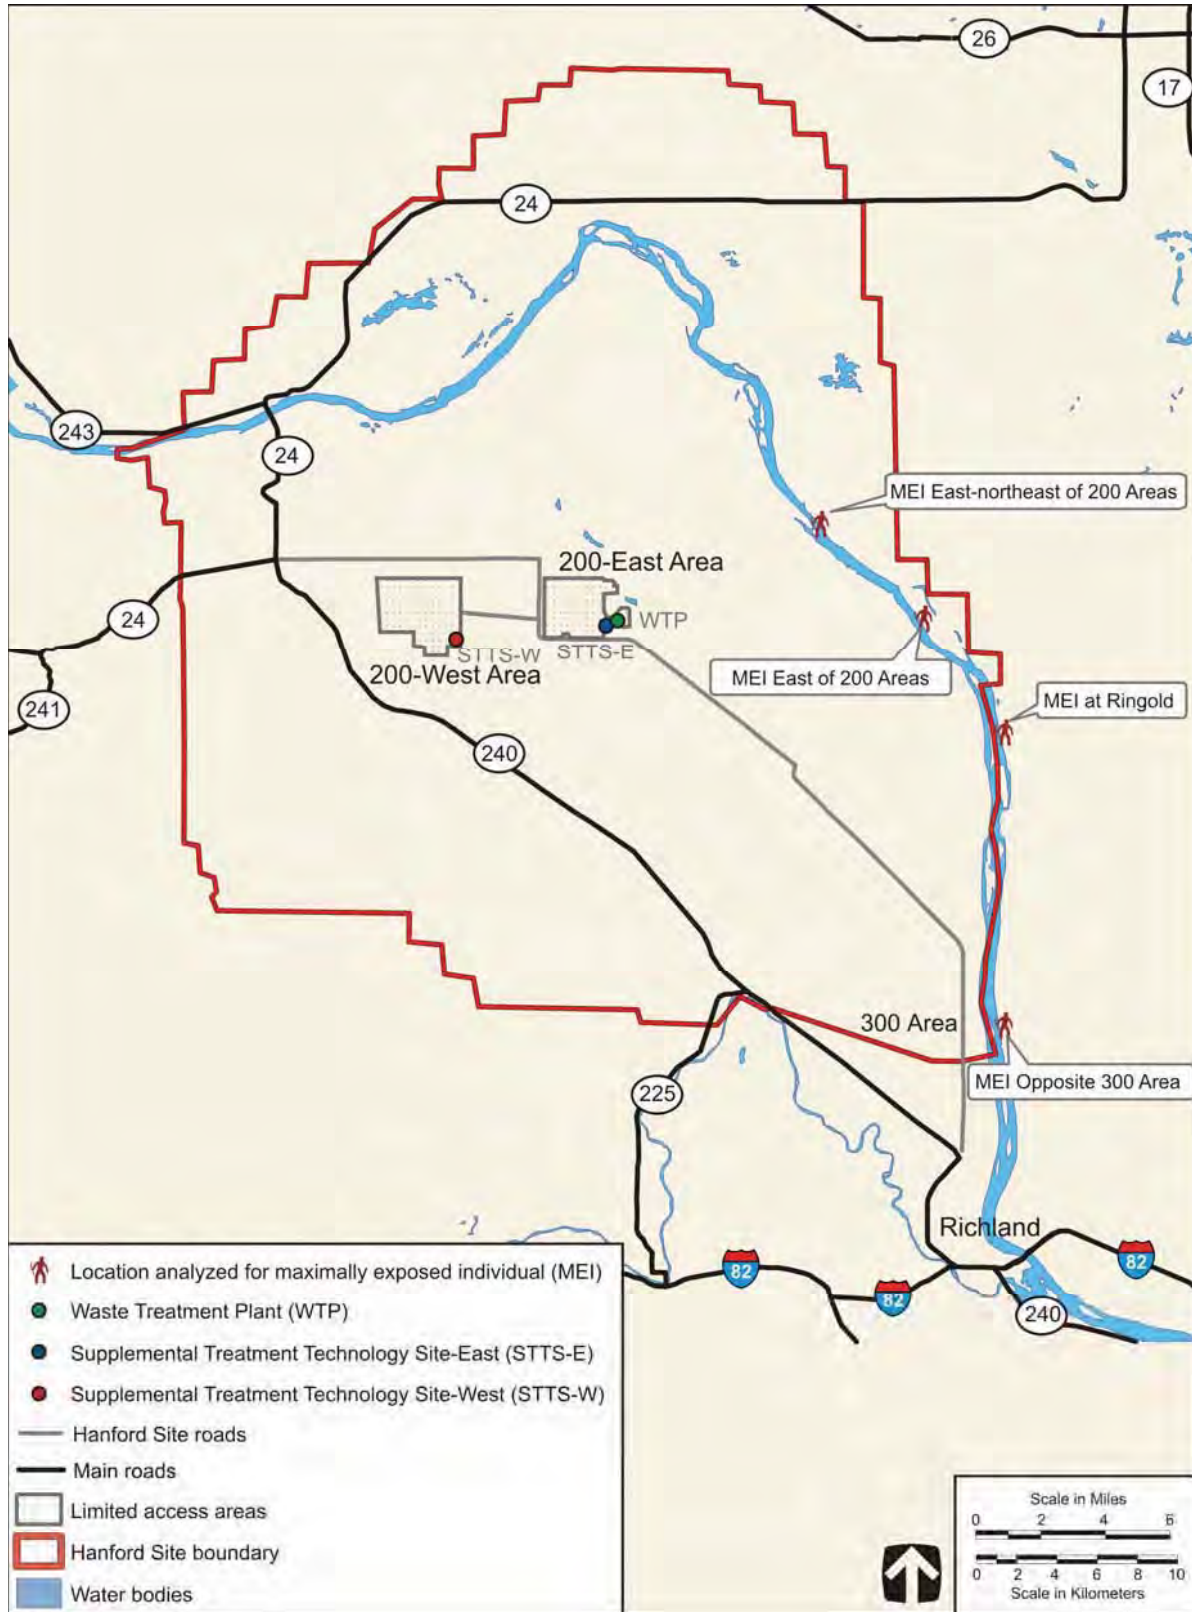 26
17
24
243
24
MEI East-northeast of 200 Areas
200-East Area
24
WTP
STTS-W
STTS-E
200-West Area
MEI East of 200 Areas
MEI at Ringold
241
240
300 Area
MEI Opposite 300 Area
225
Richland
82
82
82
240
Location analyzed for maximally exposed individual (MEI)
Waste Treatment Plant (WTP)
Supplemental Treatment Technology Site-East (STTS-E)
Supplemental Treatment Technology Site-West (STTS-W)
Hanford Site roads
Main roads
Limited access areas
Hanford Site boundary
Water bodies
Scale in Miles
0 2 4 6
0 2 4 6 8 10
Scale in Kilometers